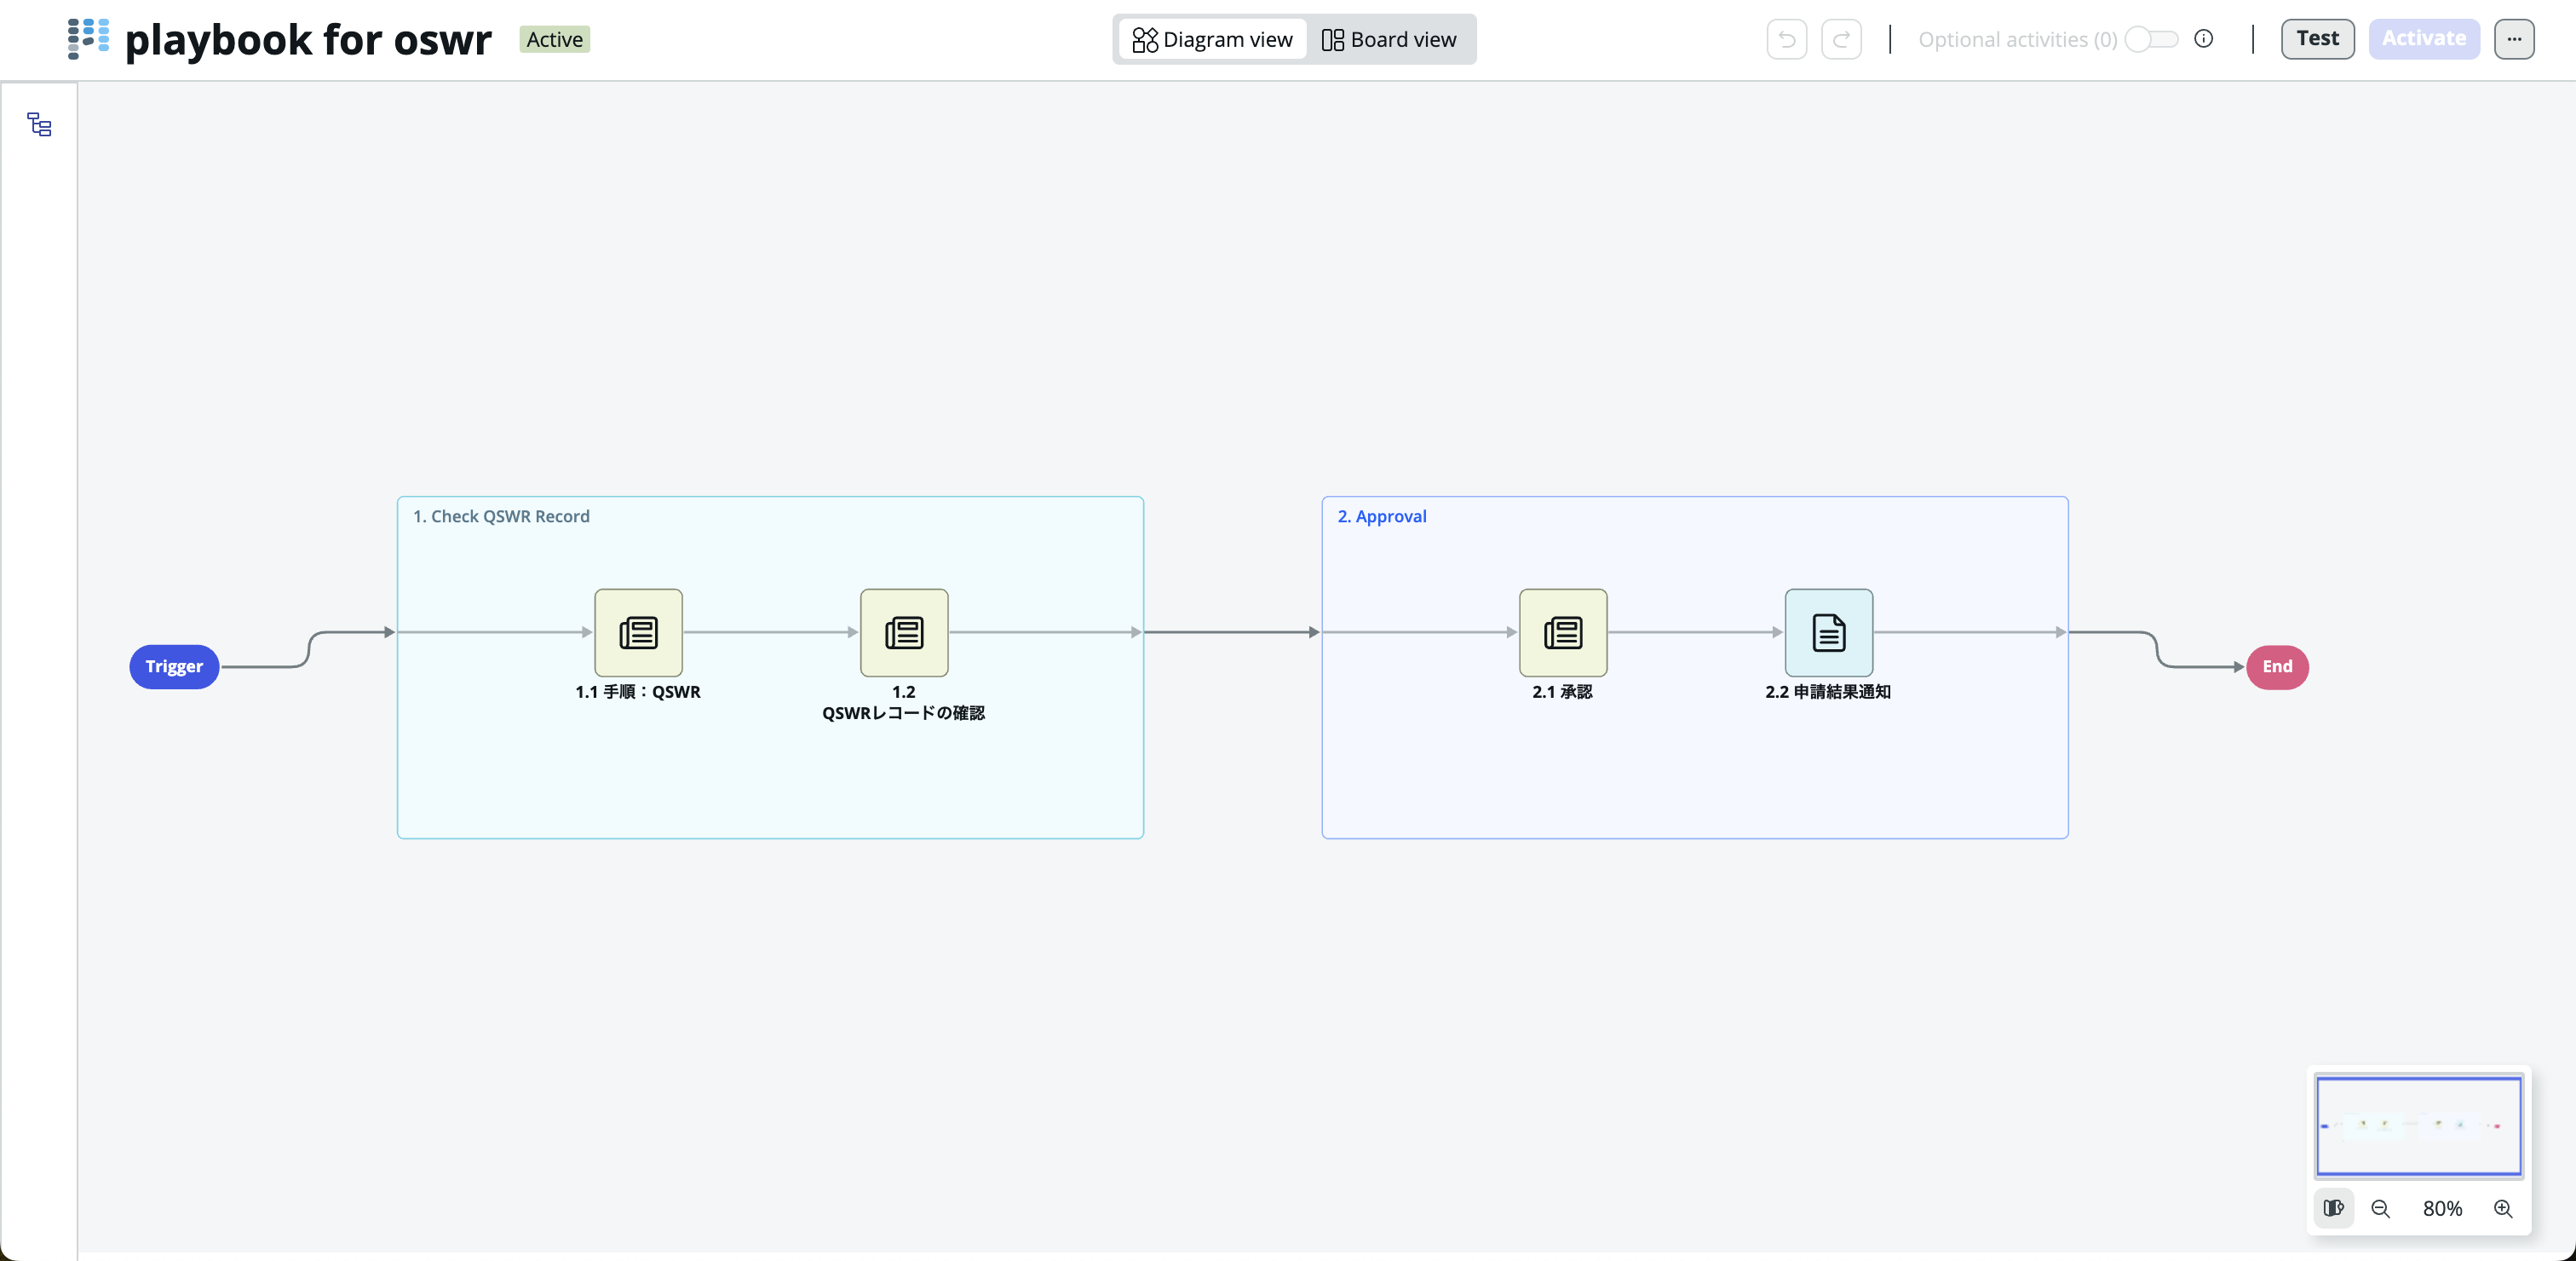 playbook for oswr
Active
Diagram view
Board view
Optional activities (0)
Test
Activate
1. Check QSWR Record
2. Approval
Trigger
1.1 手順：QSWR
1.2
QSWRレコードの確認
2.1 承認
2.2 申請結果通知
End
80%